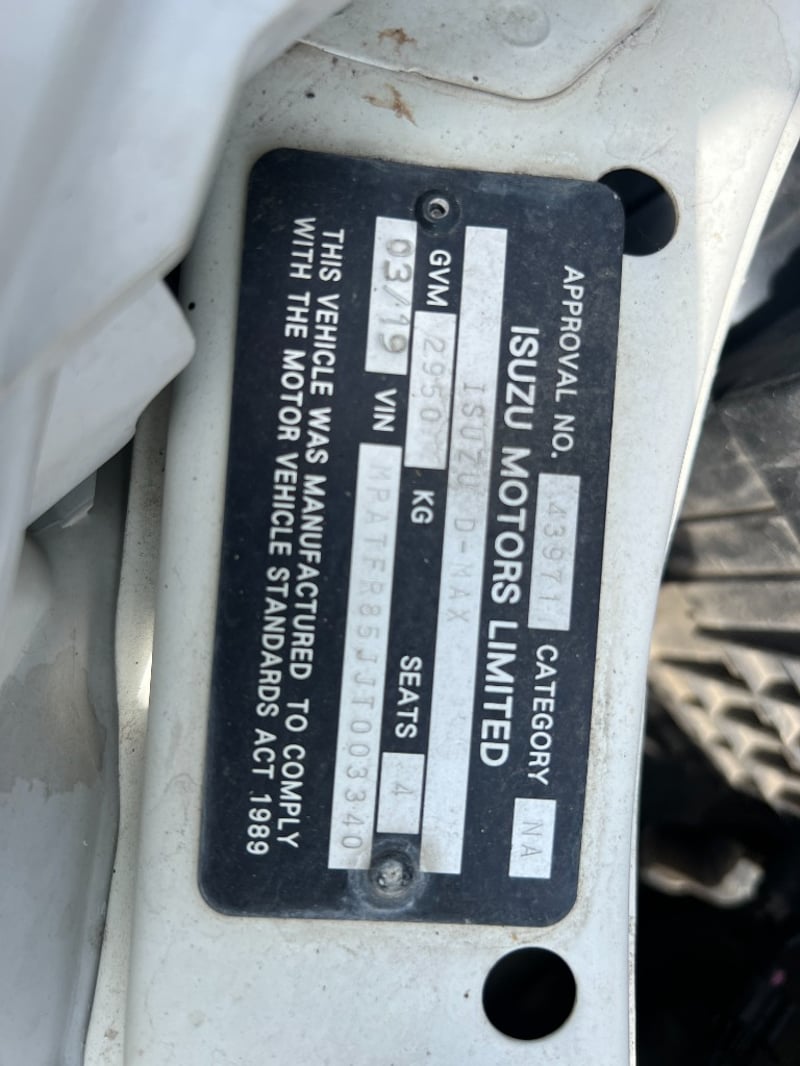 APPROVAL NO. 43971 CATEGORY NA
ISUZU MOTORS LIMITED
ISUZU D-MAX
GVM 2950 KG SEATS 4
03/19 VIN MPATFR85JJT003340
THIS VEHICLE WAS MANUFACTURED TO COMPLY
WITH THE MOTOR VEHICLE STANDARDS ACT 1989